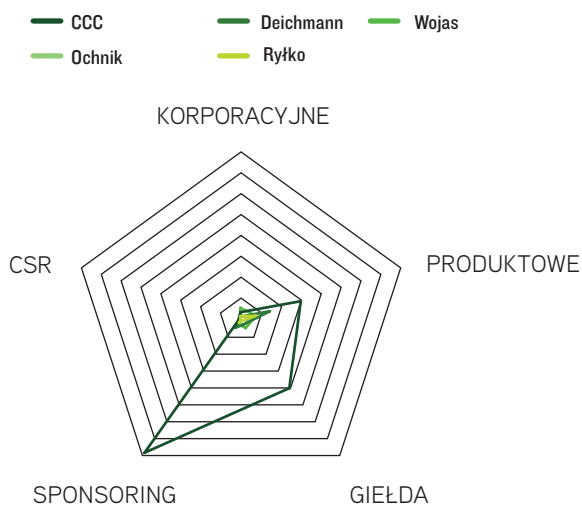 CCC Deichmann Wojas
Ochnik Ryłko
KORPORACYJNE
CSR PRODUKTOWE
SPONSORING GIEŁDA